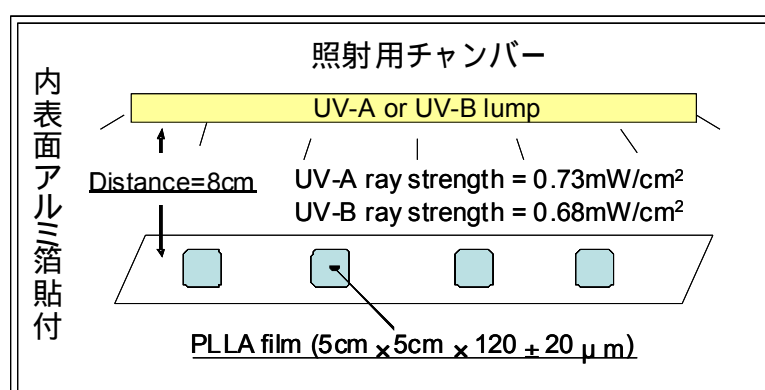 照射用チャンバー
内表面アルミ箔貼付
UV-A or UV-B lump
Distance=8cm
UV-A ray strength = 0.73mW/cm²
UV-B ray strength = 0.68mW/cm²
PLLA film (5cm ×5cm × 120 ± 20 μm)